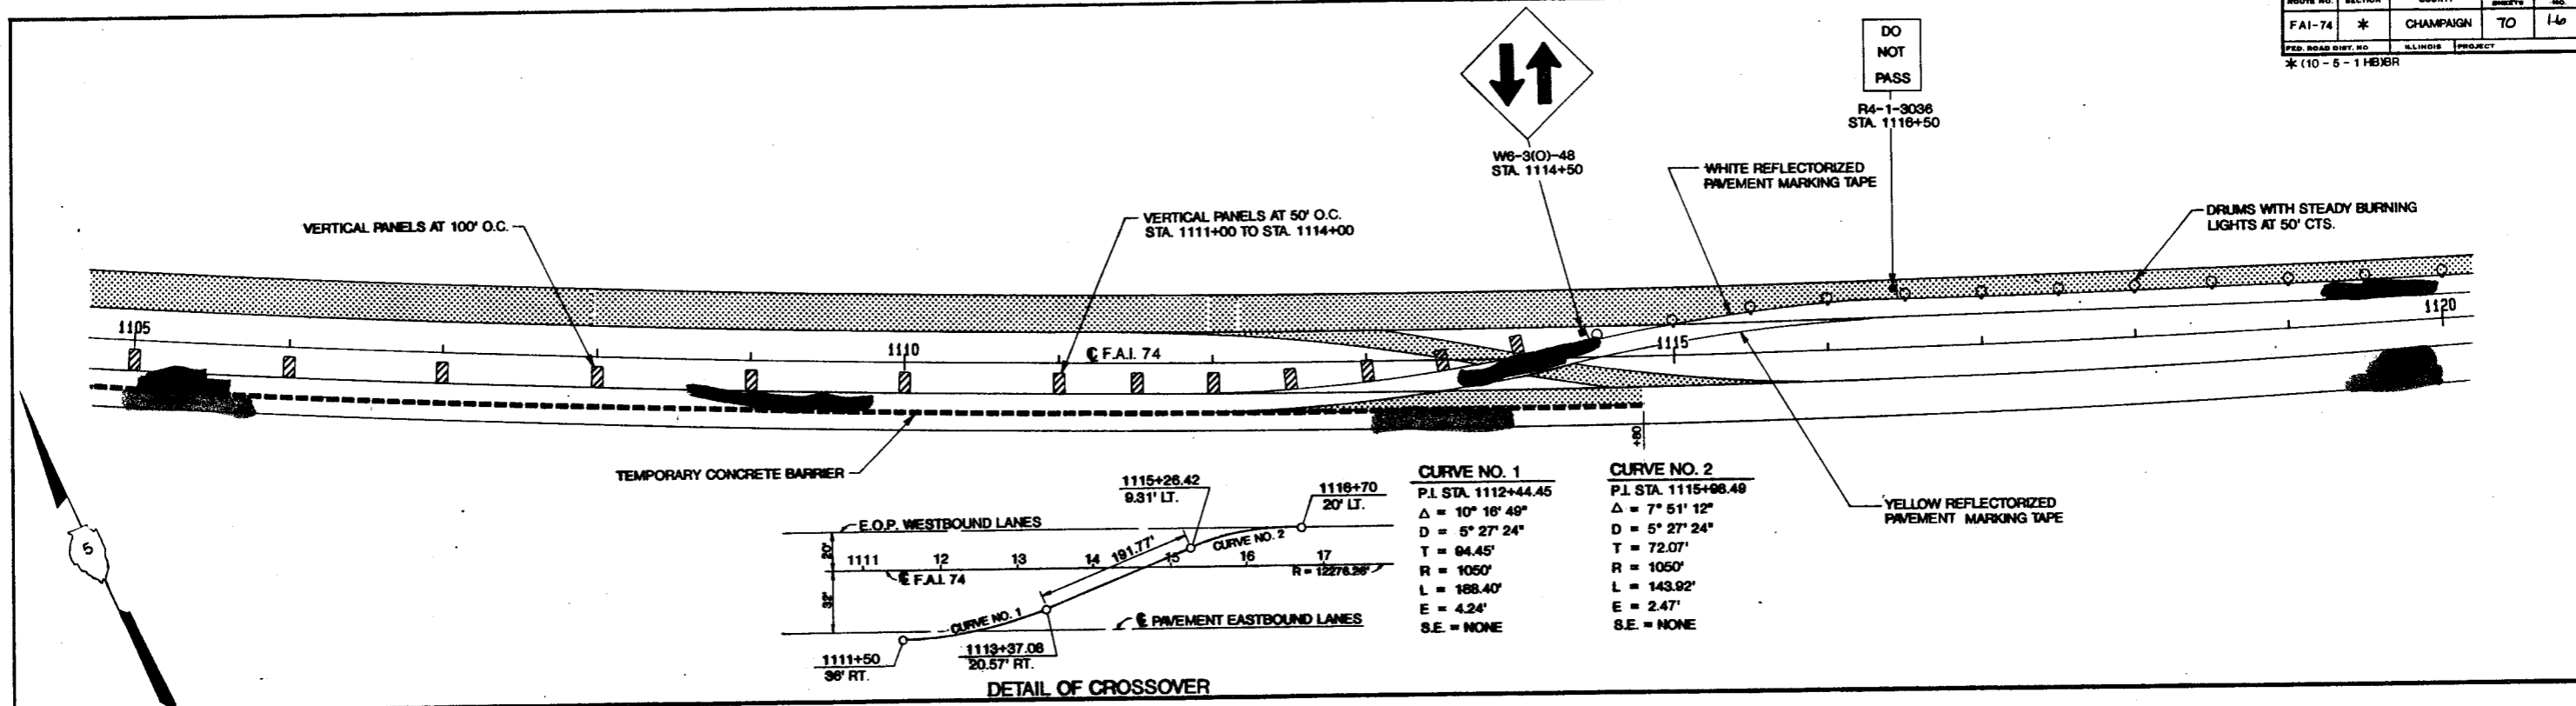 ROUTE NO. SECTION COUNTY SHEETS NO.
FAI-74 * CHAMPAIGN 70 16
FED. ROAD DIST. NO ILLINOIS PROJECT
* (10 - 5 - 1 HB)BR
DO
NOT
PASS
R4-1-3036
STA. 1116+50
W6-3(O)-48
STA. 1114+50
WHITE REFLECTORIZED
PAVEMENT MARKING TAPE
DRUMS WITH STEADY BURNING
LIGHTS AT 50' CTS.
VERTICAL PANELS AT 100' O.C.
VERTICAL PANELS AT 50' O.C.
STA. 1111+00 TO STA. 1114+00
1105
1110
℄ F.A.I. 74
1115
1120
+80
TEMPORARY CONCRETE BARRIER
YELLOW REFLECTORIZED
PAVEMENT MARKING TAPE
5
1115+26.42
9.31' LT.
1116+70
20' LT.
E.O.P. WESTBOUND LANES
20'
32'
1111 12 13 14 15 16 17
191.77'
CURVE NO. 2
℄ F.A.I. 74
R = 12276.26'
CURVE NO. 1
℄ PAVEMENT EASTBOUND LANES
1111+50
36' RT.
1113+37.08
20.57' RT.
DETAIL OF CROSSOVER
CURVE NO. 1
P.I. STA. 1112+44.45
Δ = 10° 16' 49"
D = 5° 27' 24"
T = 94.45'
R = 1050'
L = 188.40'
E = 4.24'
S.E. = NONE
CURVE NO. 2
P.I. STA. 1115+98.49
Δ = 7° 51' 12"
D = 5° 27' 24"
T = 72.07'
R = 1050'
L = 143.92'
E = 2.47'
S.E. = NONE